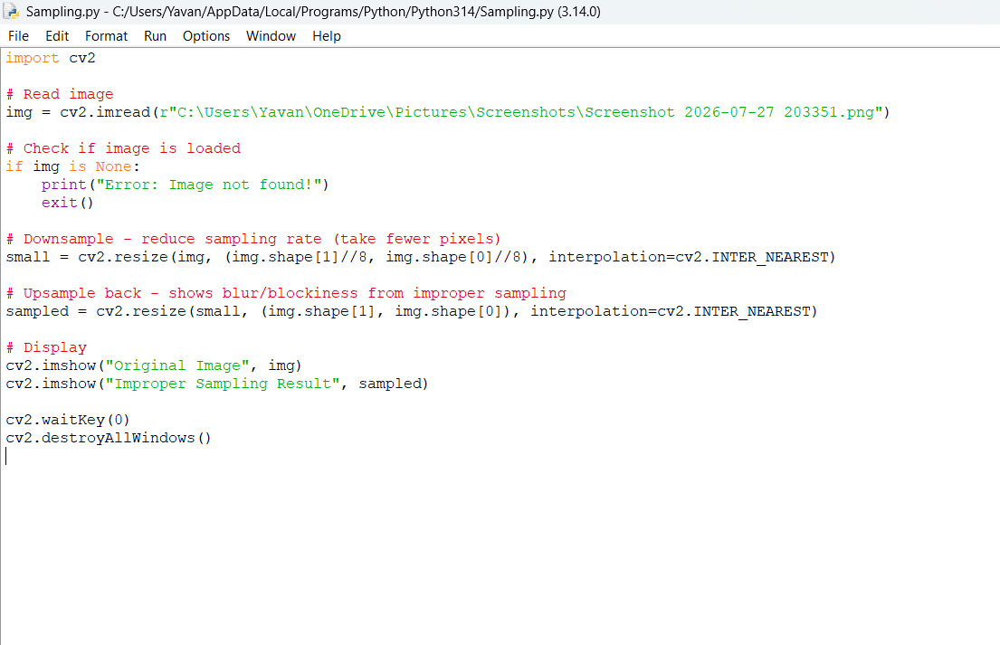 Sampling.py - C:/Users/Yavan/AppData/Local/Programs/Python/Python314/Sampling.py (3.14.0)
File Edit Format Run Options Window Help
import cv2
# Read image
img = cv2.imread(r"C:\Users\Yavan\OneDrive\Pictures\Screenshots\Screenshot 2026-07-27 203351.png")
# Check if image is loaded
if img is None:
    print("Error: Image not found!")
    exit()
# Downsample - reduce sampling rate (take fewer pixels)
small = cv2.resize(img, (img.shape[1]//8, img.shape[0]//8), interpolation=cv2.INTER_NEAREST)
# Upsample back - shows blur/blockiness from improper sampling
sampled = cv2.resize(small, (img.shape[1], img.shape[0]), interpolation=cv2.INTER_NEAREST)
# Display
cv2.imshow("Original Image", img)
cv2.imshow("Improper Sampling Result", sampled)
cv2.waitKey(0)
cv2.destroyAllWindows()